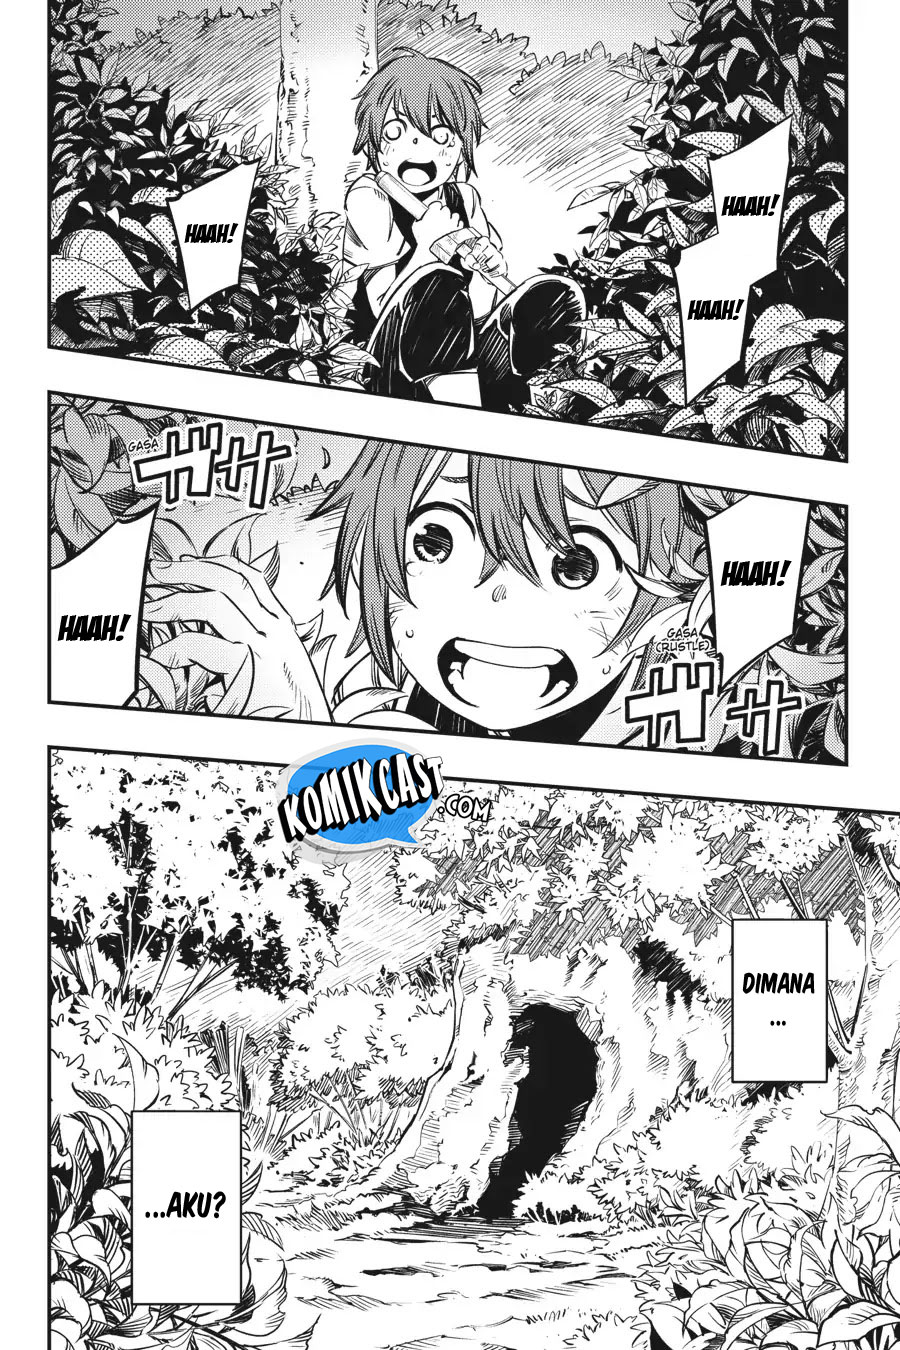 HAAH!
HAAH!
HAAH!
GASA
ガサ
HAAH!
HAAH!
GASA
(RUSTLE)
ガサ
KOMIKCAST
.COM
DIMANA
...
...AKU?